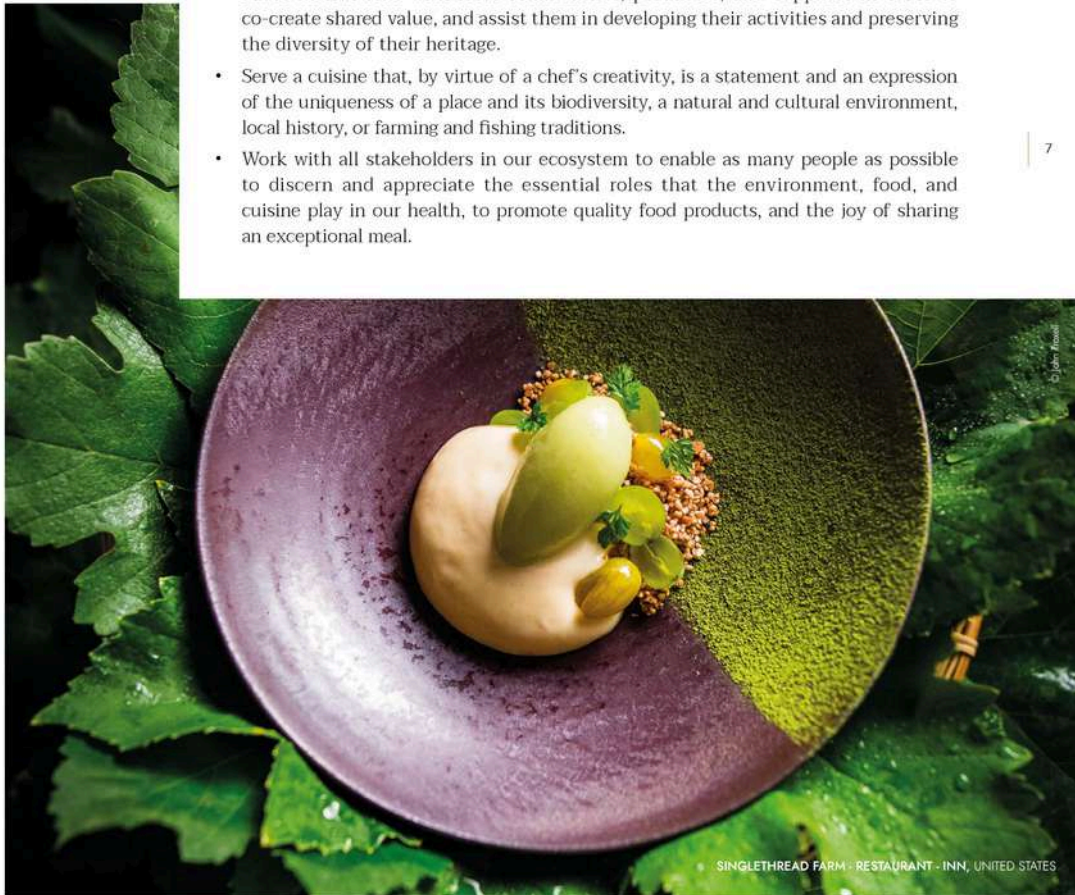 co-create shared value, and assist them in developing their activities and preserving
the diversity of their heritage.
• Serve a cuisine that, by virtue of a chef's creativity, is a statement and an expression
of the uniqueness of a place and its biodiversity, a natural and cultural environment,
local history, or farming and fishing traditions.
7
• Work with all stakeholders in our ecosystem to enable as many people as possible
to discern and appreciate the essential roles that the environment, food, and
cuisine play in our health, to promote quality food products, and the joy of sharing
an exceptional meal.
SINGLETHREAD FARM - RESTAURANT - INN, UNITED STATES